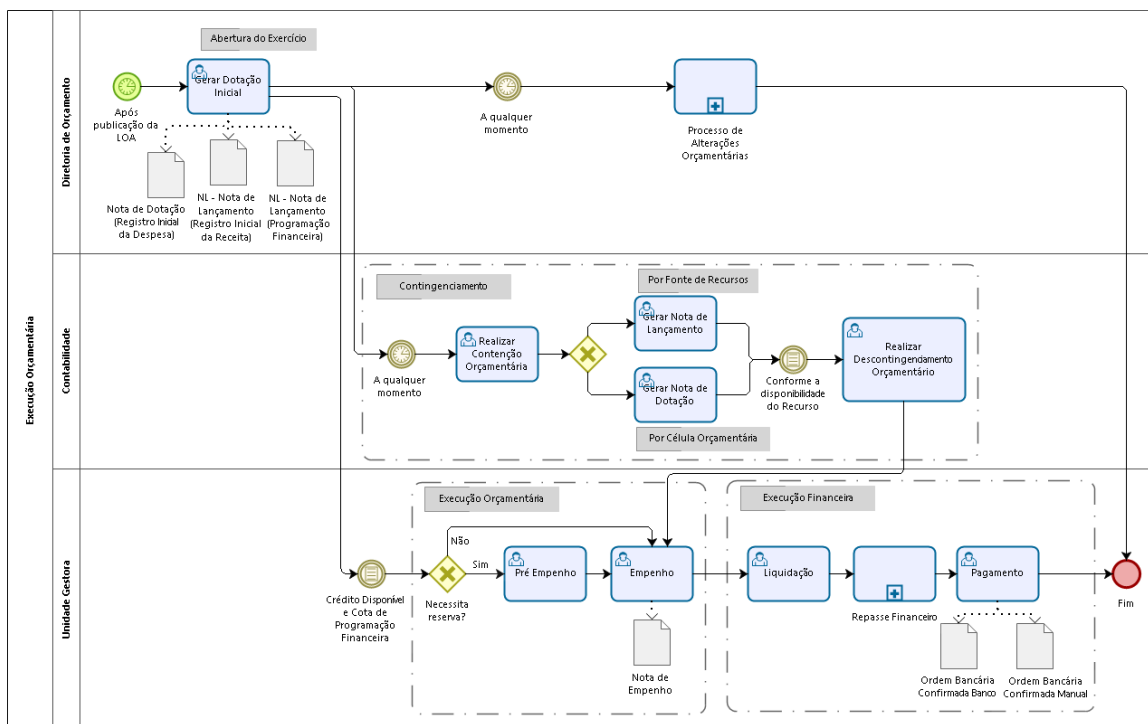 Execução Orçamentária
Diretoria de Orçamento
Abertura do Exercício
Gerar Dotação
Inicial
Após
publicação da
LOA
A qualquer
momento
Processo de
Alterações
Orçamentárias
Nota de Dotação
(Registro Inicial
da Despesa)
NL - Nota de
Lançamento
(Registro Inicial
da Receita)
NL - Nota de
Lançamento
(Programação
Financeira)
Contabilidade
Contingenciamento
Por Fonte de Recursos
A qualquer
momento
Realizar
Contenção
Orçamentária
Gerar Nota de
Lançamento
Gerar Nota de
Dotação
Por Célula Orçamentária
Conforme a
disponibilidade
do Recurso
Realizar
Descontingenciamento
Orçamentário
Unidade Gestora
Execução Orçamentária
Execução Financeira
Crédito Disponível
e Cota de
Programação
Financeira
Não
Sim
Necessita
reserva?
Pré Empenho
Empenho
Nota de
Empenho
Liquidação
Repasse Financeiro
Pagamento
Ordem Bancária
Confirmada Banco
Ordem Bancária
Confirmada Manual
Fim